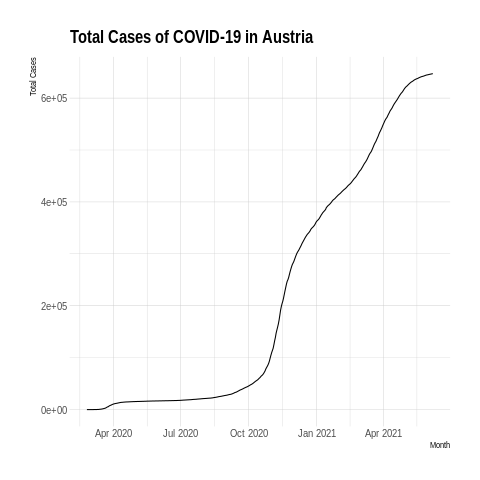 Total Cases of COVID-19 in Austria
Total Cases
6e+05
4e+05
2e+05
0e+00
Apr 2020 Jul 2020 Oct 2020 Jan 2021 Apr 2021
Month